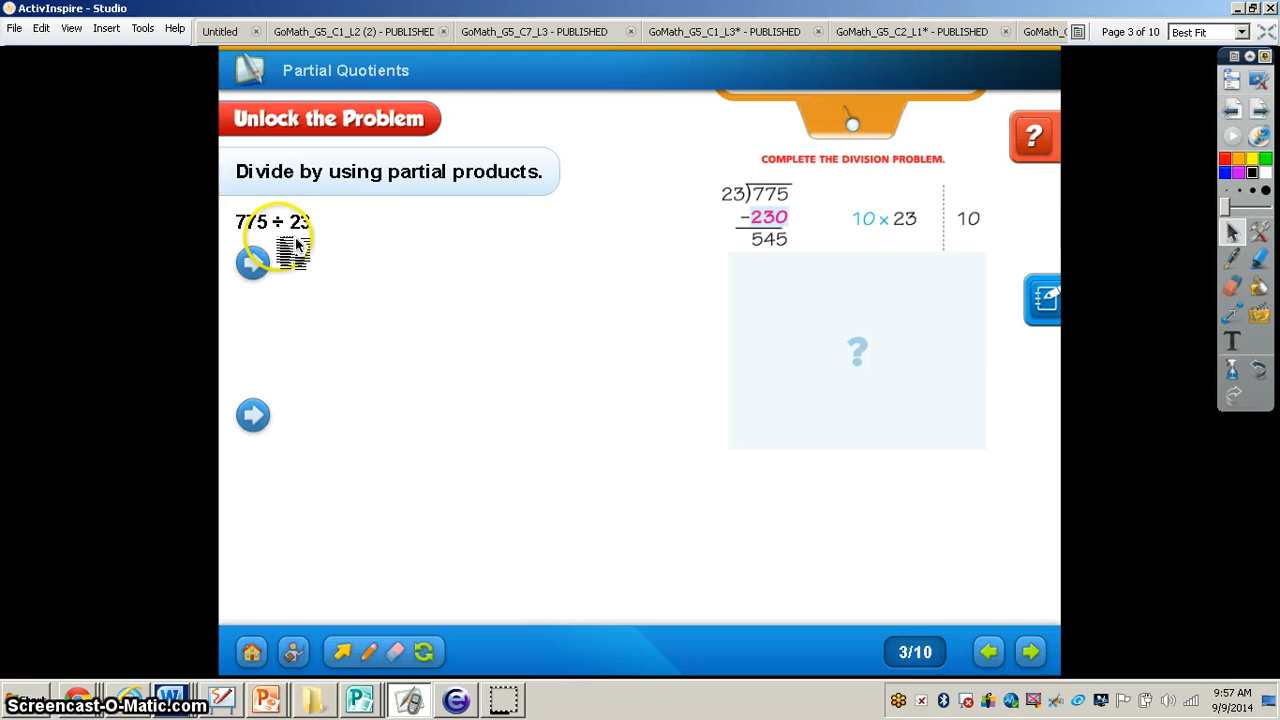 ActivInspire - Studio
File Edit View Insert Tools Help
Untitled GoMath_G5_C1_L2 (2) - PUBLISHED GoMath_G5_C7_L3 - PUBLISHED GoMath_G5_C1_L3* - PUBLISHED GoMath_G5_C2_L1* - PUBLISHED Page 3 of 10 Best Fit
Partial Quotients
Unlock the Problem
Divide by using partial products.
775 ÷ 23
COMPLETE THE DIVISION PROBLEM.
23)775
-230 10 × 23 10
545
?
?
T
3/10
9:57 AM
9/9/2014
Screencast-O-Matic.com